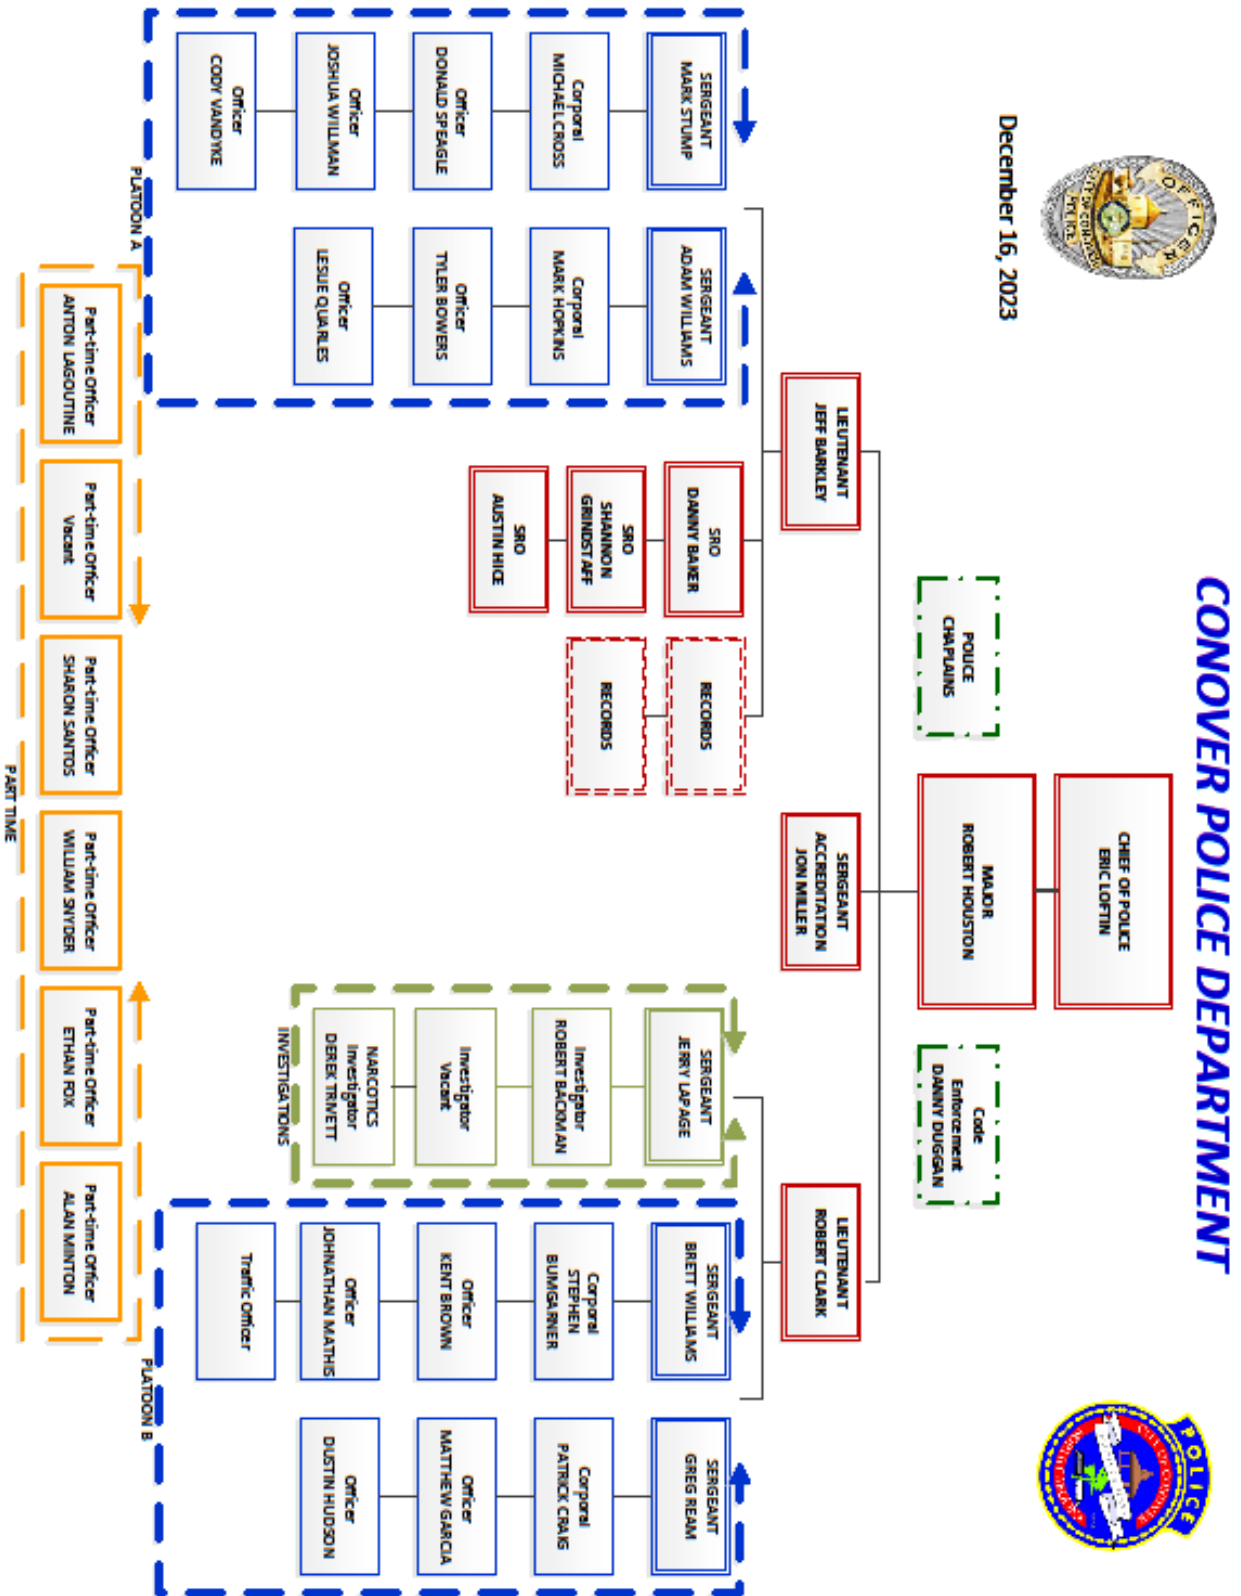 CONOVER POLICE DEPARTMENT
December 16, 2023
OFFICER
POLICE
POLICE
CHIEF OF POLICE
ERIC LOFTIN
MAJOR
ROBERT HOUSTON
POLICE
CHAPLAINS
Code
Enforcement
DANNY DUGGAN
LIEUTENANT
JEFF BARKLEY
SERGEANT
ACCREDITATION
JON MILLER
LIEUTENANT
ROBERT CLARK
SERGEANT
MARK STUMP
Corporal
MICHAEL CROSS
Officer
DONALD SPEAGLE
Officer
JOSHUA WILLMAN
Officer
CODY VANDYKE
SERGEANT
ADAM WILLIAMS
Corporal
MARK HOPKINS
Officer
TYLER BOWERS
Officer
LESLIE QUARLES
PLATOON A
SRO
DANNY BAKER
SRO
SHANNON
GRINDSTAFF
SRO
AUSTIN HICE
RECORDS
RECORDS
SERGEANT
JERRY LAPAGE
Investigator
ROBERT BACKMAN
Investigator
Vacant
NARCOTICS
Investigator
DEREK TRIVETT
INVESTIGATIONS
SERGEANT
BRETT WILLIAMS
Corporal
STEPHEN
BUMGARNER
Officer
KENT BROWN
Officer
JOHNATHAN MATHIS
Traffic Officer
SERGEANT
GREG REAM
Corporal
PATRICK CRAIG
Officer
MATTHEW GARCIA
Officer
DUSTIN HUDSON
PLATOON B
Part-time Officer
ANTON LAGOUTINE
Part-time Officer
Vacant
Part-time Officer
SHARON SANTOS
Part-time Officer
WILLIAM SNYDER
Part-time Officer
ETHAN FOX
Part-time Officer
ALAN MINTON
PART TIME